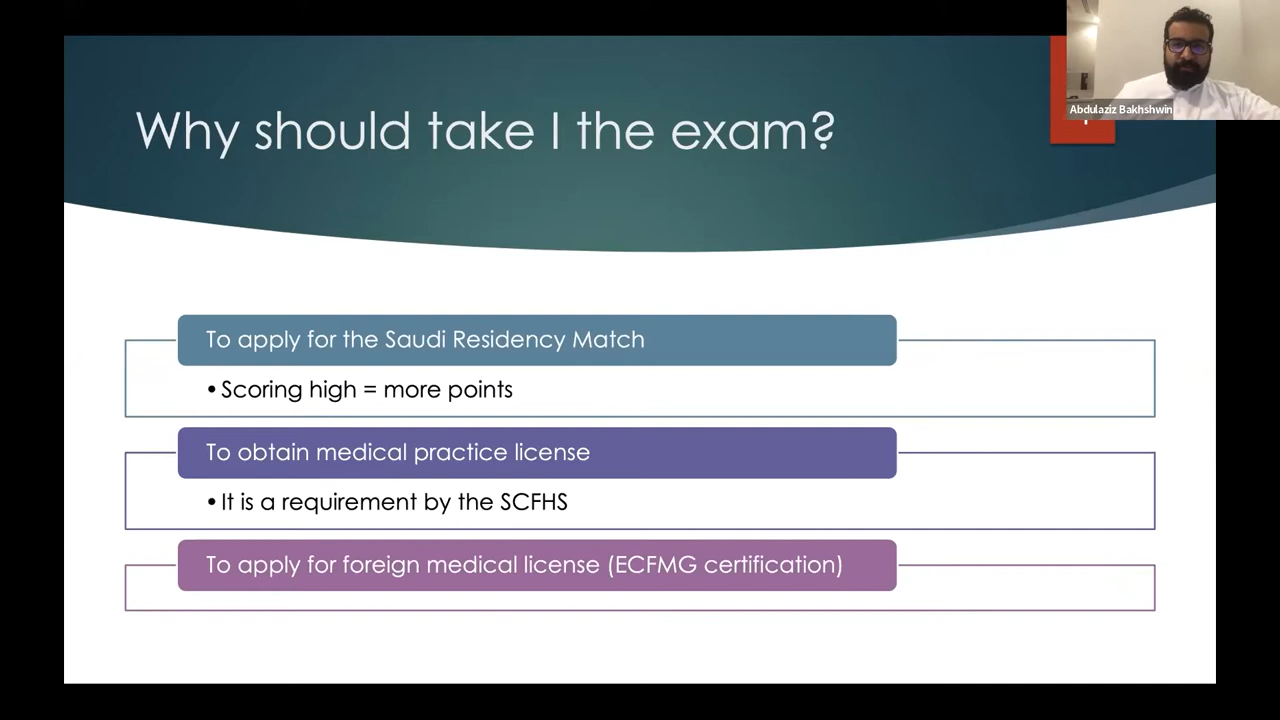 Abdulaziz Bakhshwin
Why should take I the exam?
To apply for the Saudi Residency Match
• Scoring high = more points
To obtain medical practice license
• It is a requirement by the SCFHS
To apply for foreign medical license (ECFMG certification)